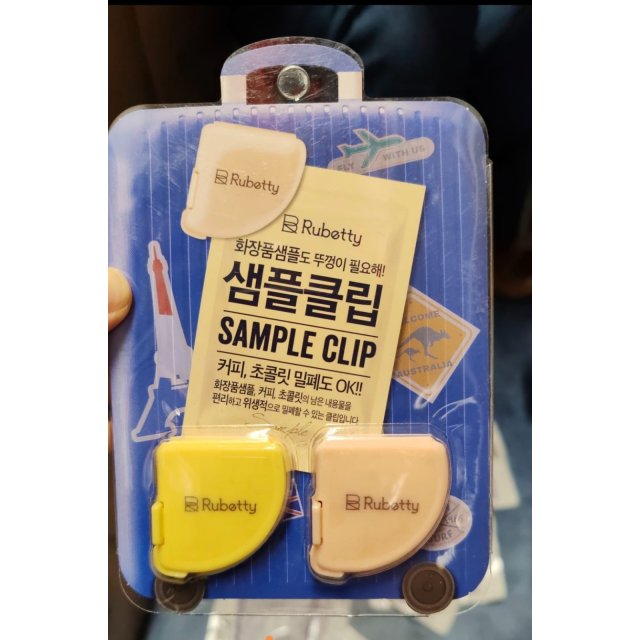 Rubetty
FLY WITH US
Rubetty
화장품샘플도 뚜껑이 필요해!
샘플클립
SAMPLE CLIP
커피, 초콜릿 밀폐도 OK!!
화장품샘플, 커피, 초콜릿의 남은 내용물을
편리하고 위생적으로 밀폐할 수 있는 클립입니다
WELCOME
AUSTRALIA
Rubetty
Rubetty
SURF